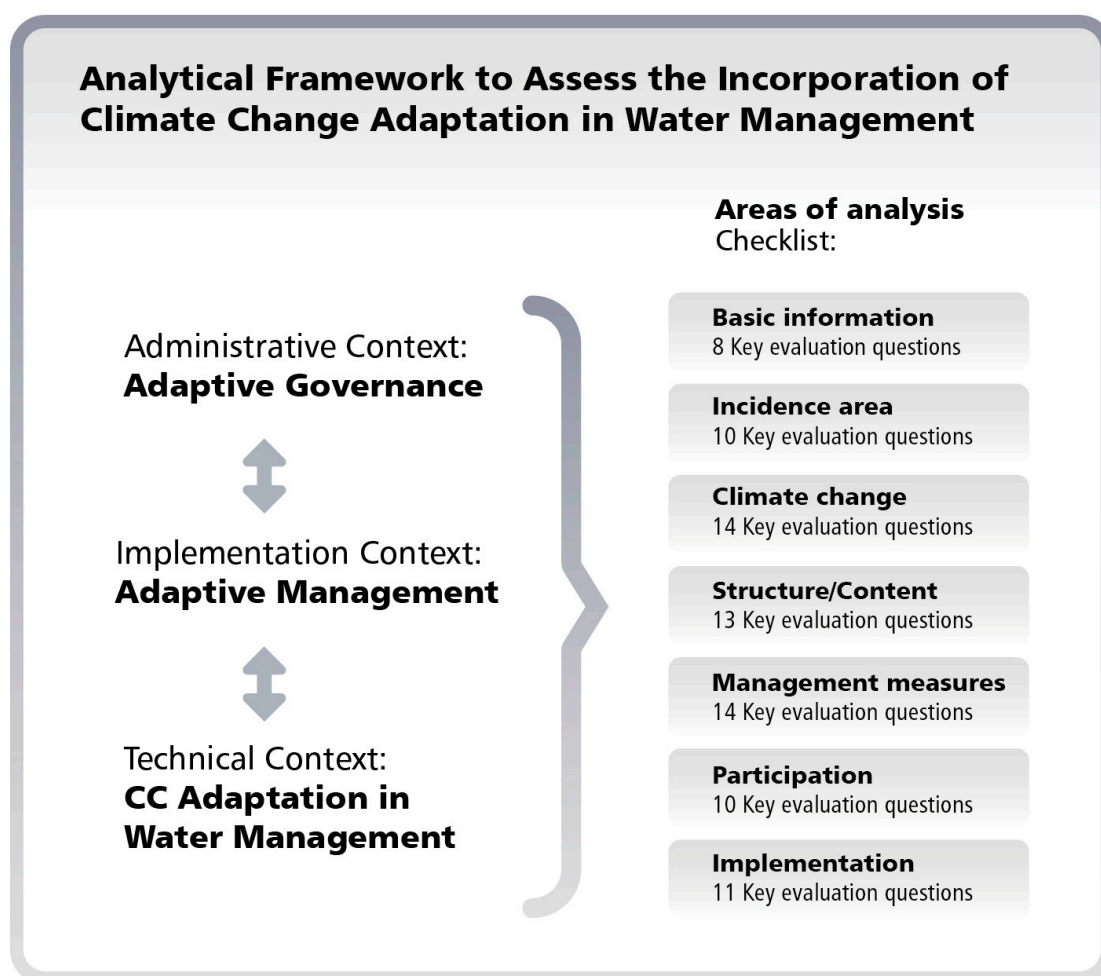 Analytical Framework to Assess the Incorporation of
Climate Change Adaptation in Water Management
Administrative Context:
Adaptive Governance
Implementation Context:
Adaptive Management
Technical Context:
CC Adaptation in
Water Management
Areas of analysis
Checklist:
Basic information
8 Key evaluation questions
Incidence area
10 Key evaluation questions
Climate change
14 Key evaluation questions
Structure/Content
13 Key evaluation questions
Management measures
14 Key evaluation questions
Participation
10 Key evaluation questions
Implementation
11 Key evaluation questions